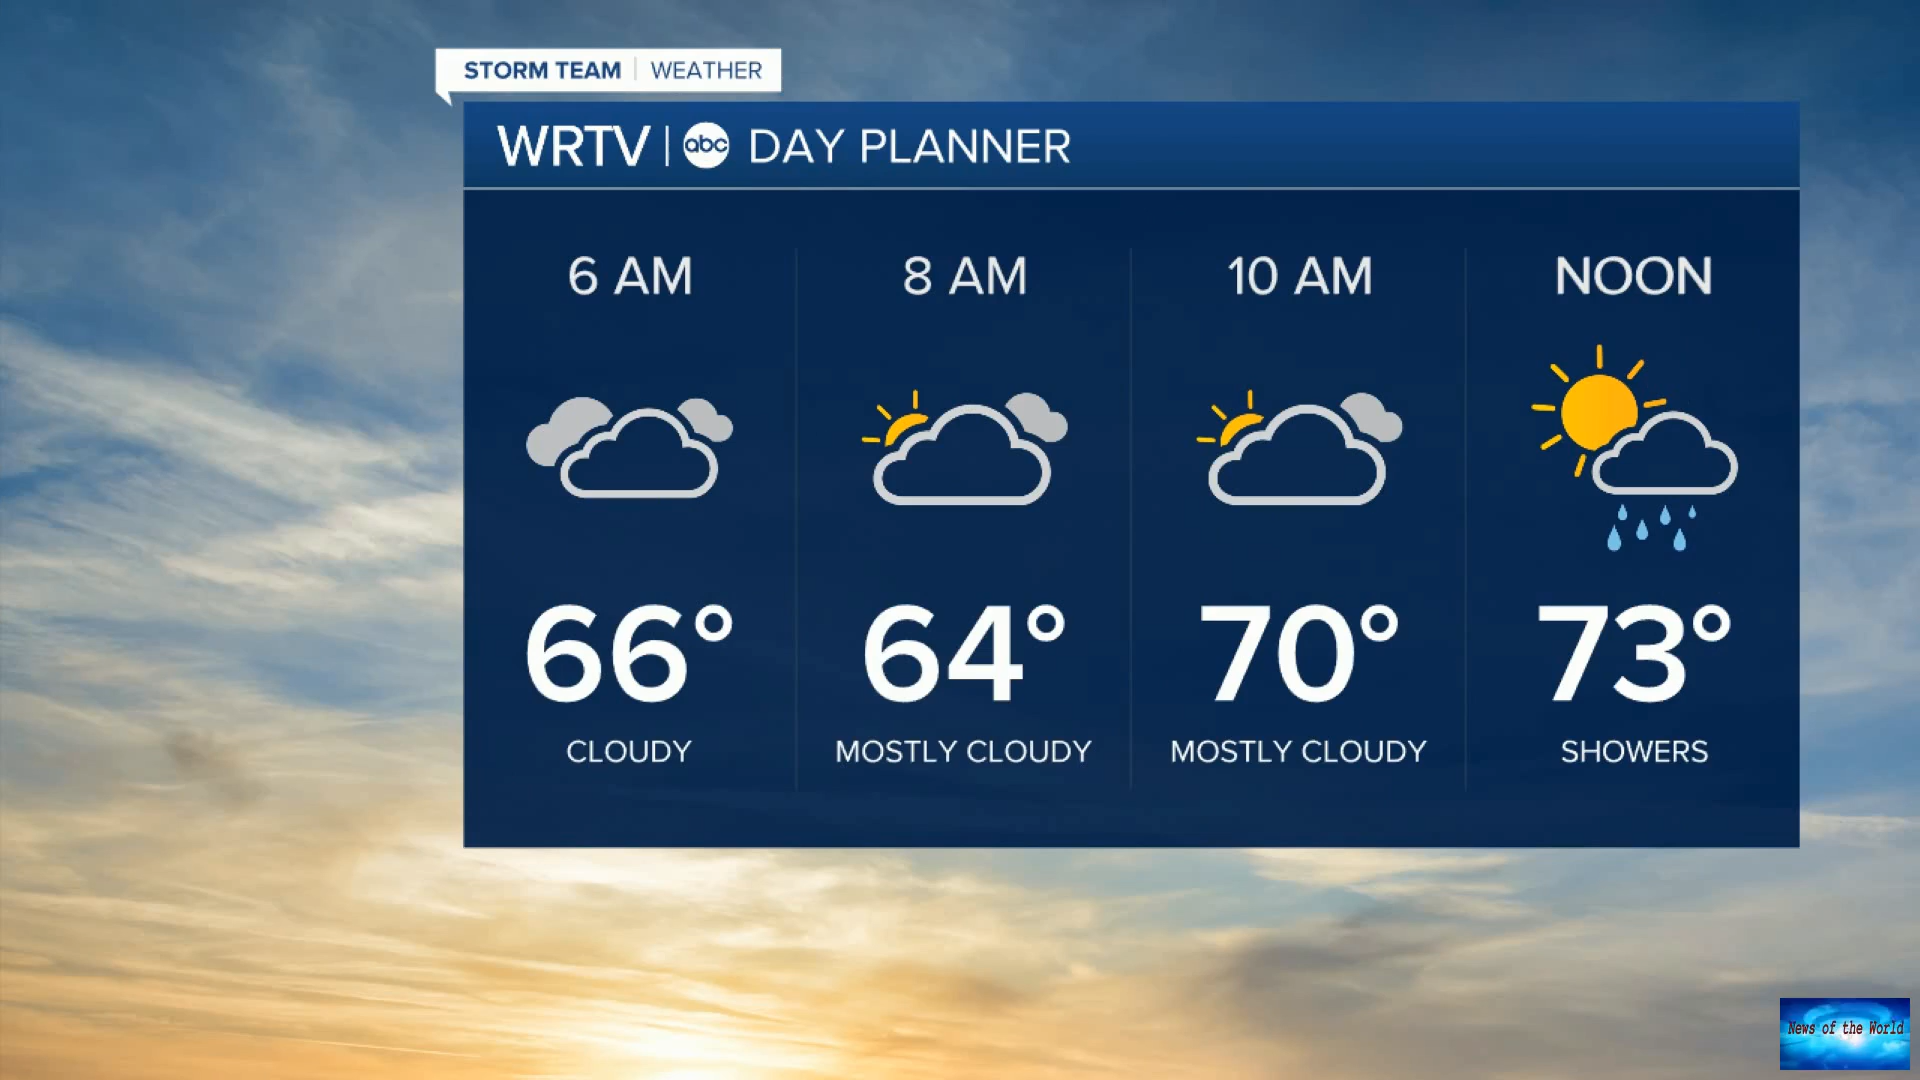 STORM TEAM | WEATHER
WRTV | abc DAY PLANNER
6 AM
8 AM
10 AM
NOON
66°
64°
70°
73°
CLOUDY
MOSTLY CLOUDY
MOSTLY CLOUDY
SHOWERS
News of the World